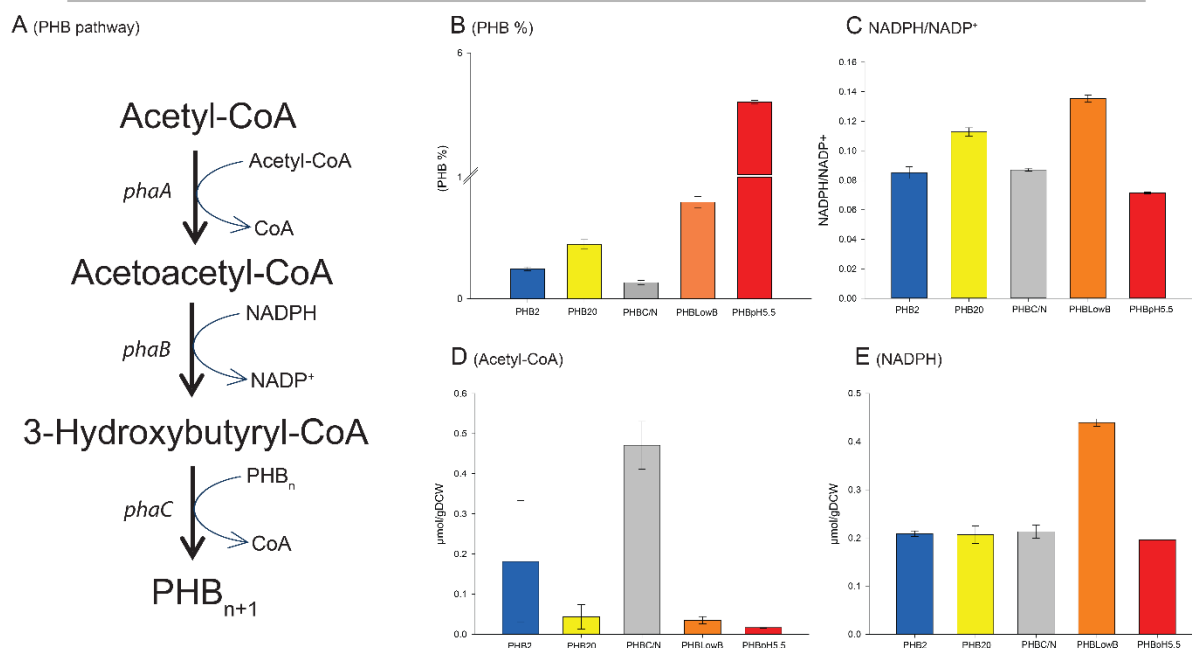 A (PHB pathway)
Acetyl-CoA
Acetyl-CoA
phaA
CoA
Acetoacetyl-CoA
NADPH
phaB
NADP⁺
3-Hydroxybutyryl-CoA
PHBₙ
phaC
CoA
PHBₙ₊₁
B (PHB %)
6
1
0
(PHB %)
PHB2 PHB20 PHBC/N PHBLowB PHBpH5.5
C NADPH/NADP⁺
0.16
0.14
0.12
0.10
0.08
0.06
0.04
0.02
0.00
NADPH/NADP+
PHB2 PHB20 PHBC/N PHBLowB PHBpH5.5
D (Acetyl-CoA)
0.6
0.5
0.4
0.3
0.2
0.1
0.0
µmol/gDCW
PHB2 PHB20 PHBC/N PHBLowB PHBpH5.5
E (NADPH)
0.5
0.4
0.3
0.2
0.1
0.0
µmol/gDCW
PHB2 PHB20 PHBC/N PHBLowB PHBpH5.5